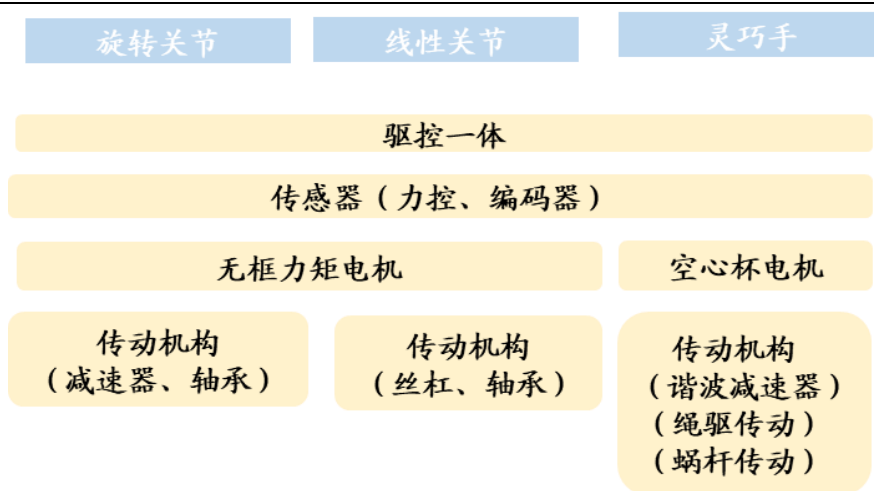 旋转关节
线性关节
灵巧手
驱控一体
传感器（力控、编码器）
无框力矩电机
空心杯电机
传动机构
（减速器、轴承）
传动机构
（丝杠、轴承）
传动机构
（谐波减速器）
（绳驱传动）
（蜗杆传动）